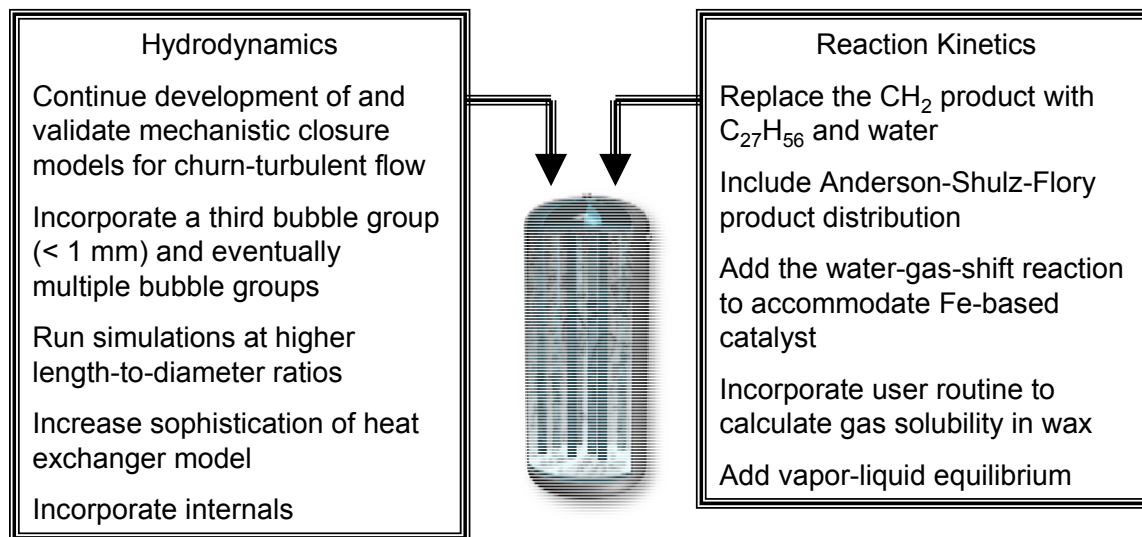 Hydrodynamics
Continue development of and
validate mechanistic closure
models for churn-turbulent flow
Incorporate a third bubble group
(< 1 mm) and eventually
multiple bubble groups
Run simulations at higher
length-to-diameter ratios
Increase sophistication of heat
exchanger model
Incorporate internals
Reaction Kinetics
Replace the CH₂ product with
C₂₇H₅₆ and water
Include Anderson-Shulz-Flory
product distribution
Add the water-gas-shift reaction
to accommodate Fe-based
catalyst
Incorporate user routine to
calculate gas solubility in wax
Add vapor-liquid equilibrium